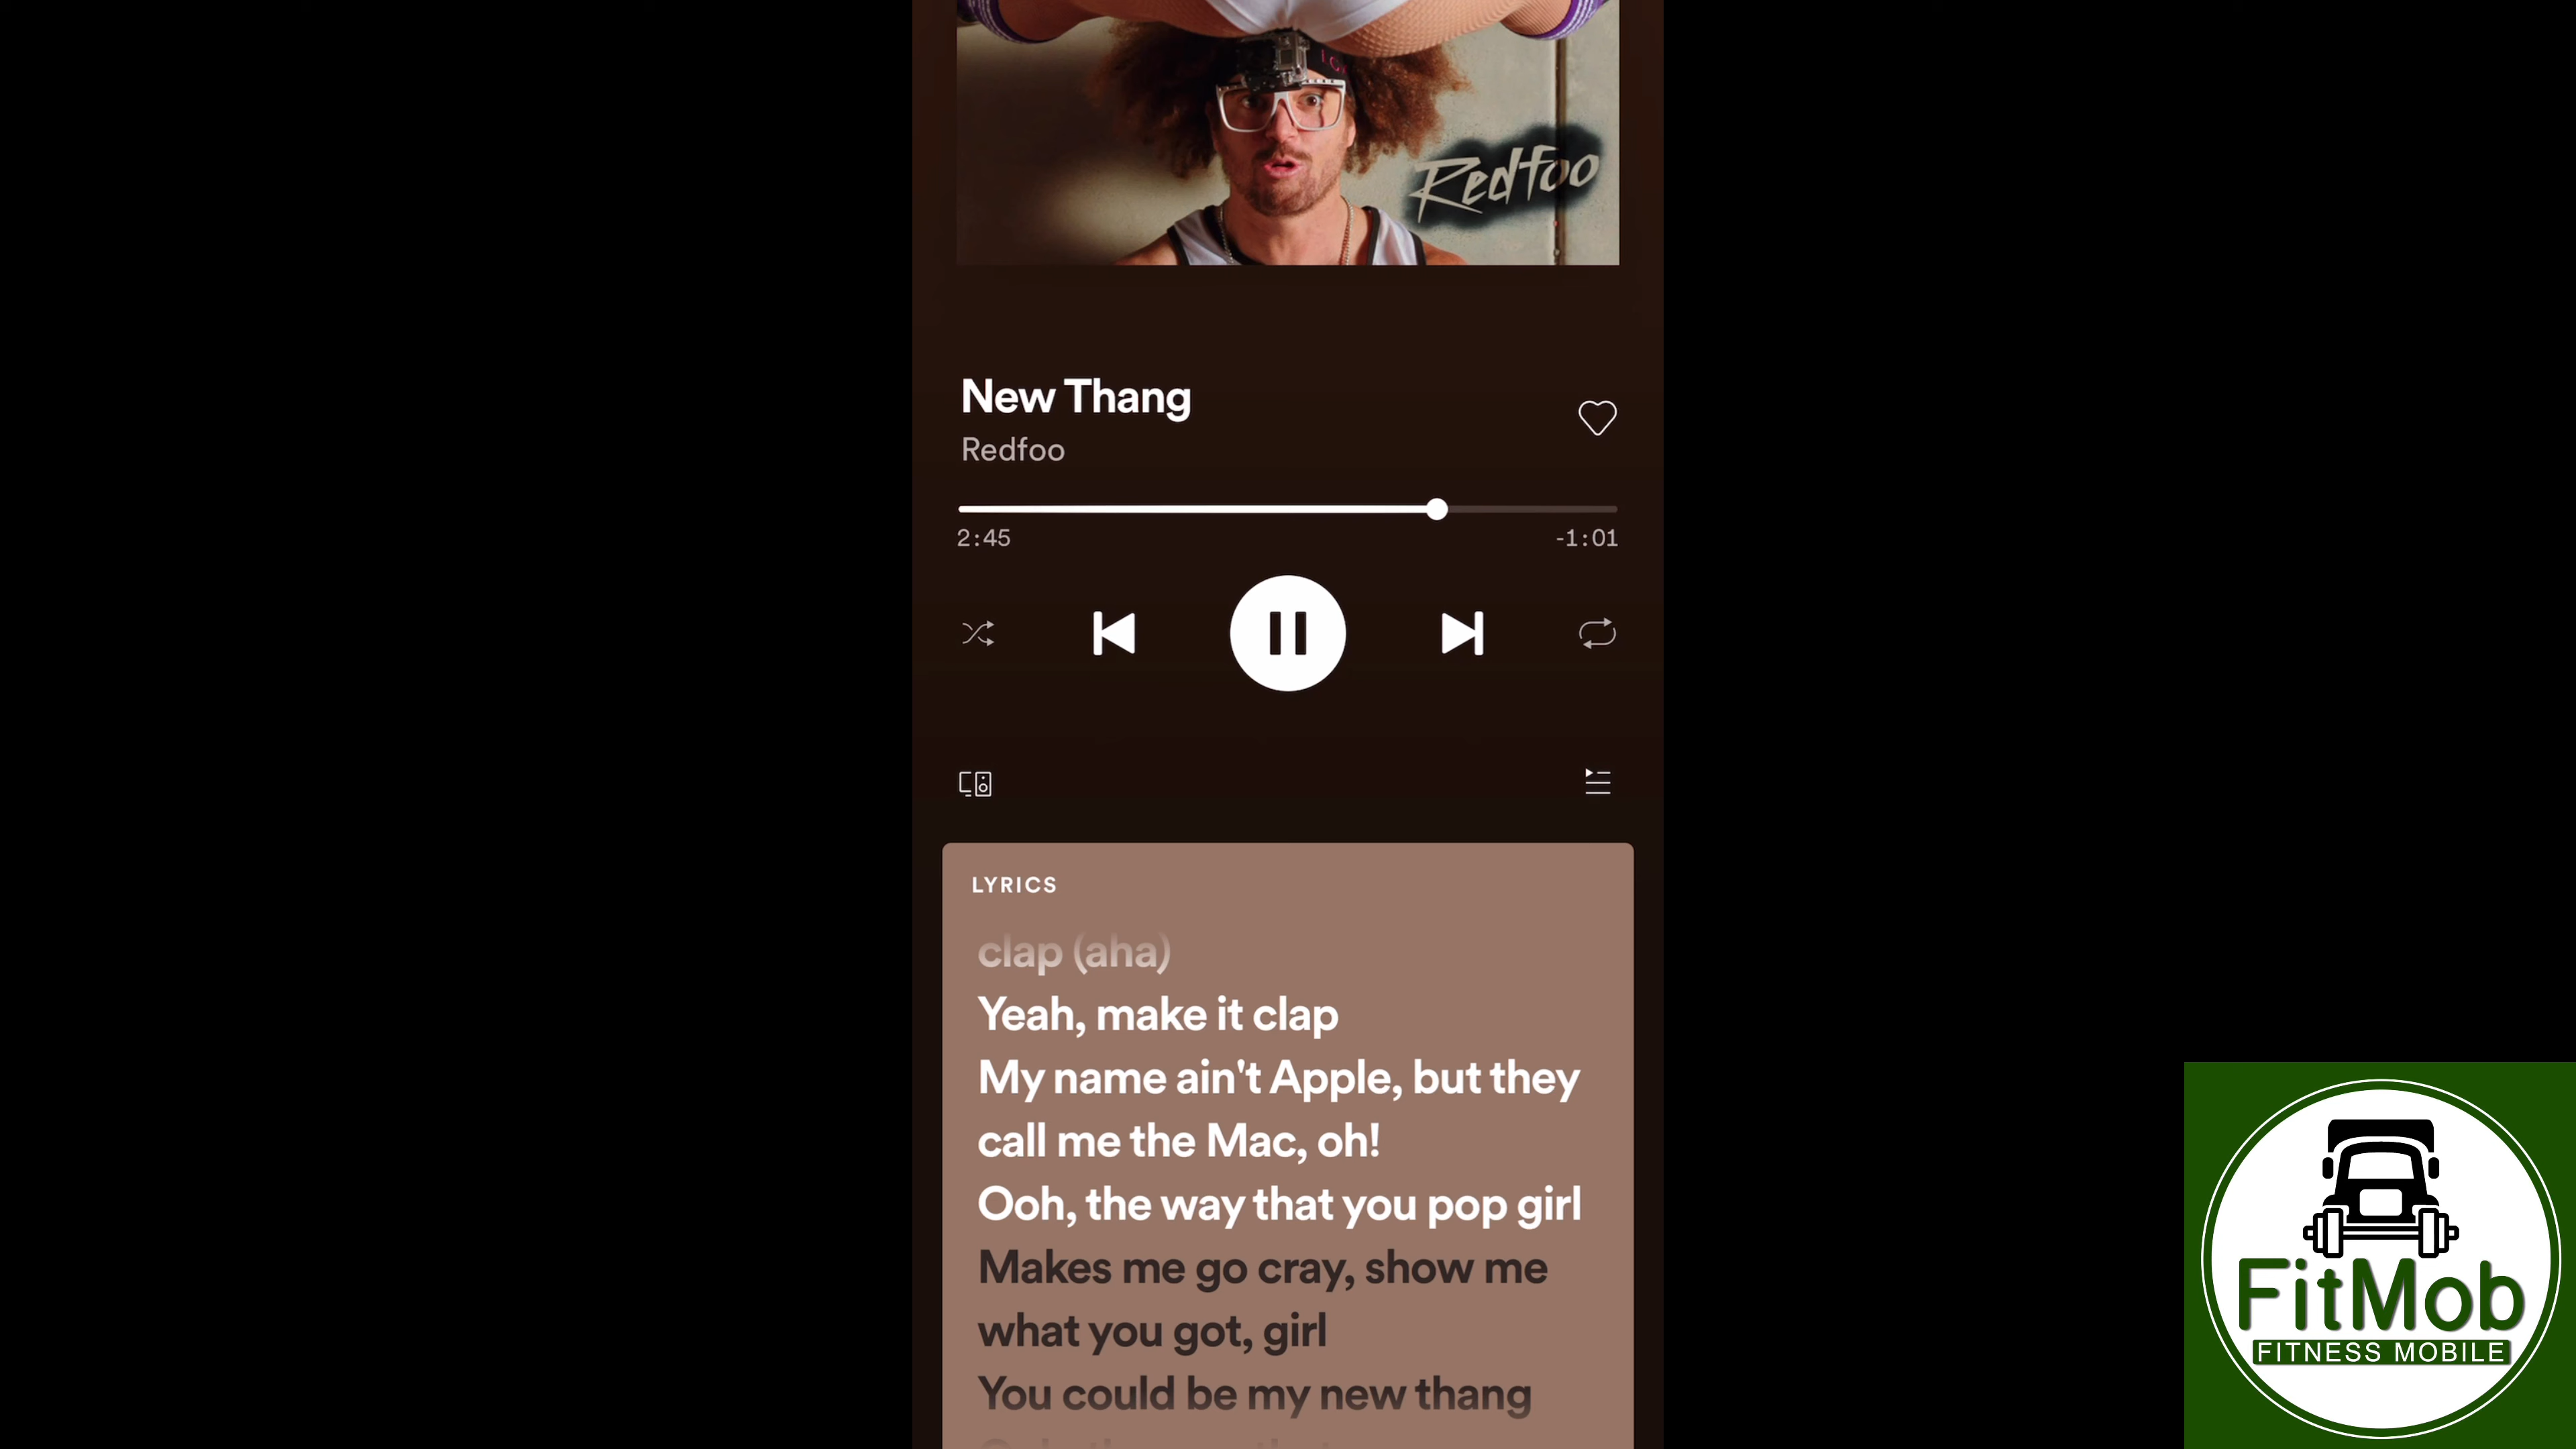 Redfoo
New Thang
Redfoo
2:45
-1:01
LYRICS
clap (aha)
Yeah, make it clap
My name ain't Apple, but they
call me the Mac, oh!
Ooh, the way that you pop girl
Makes me go cray, show me
what you got, girl
You could be my new thang
FitMob
FITNESS MOBILE